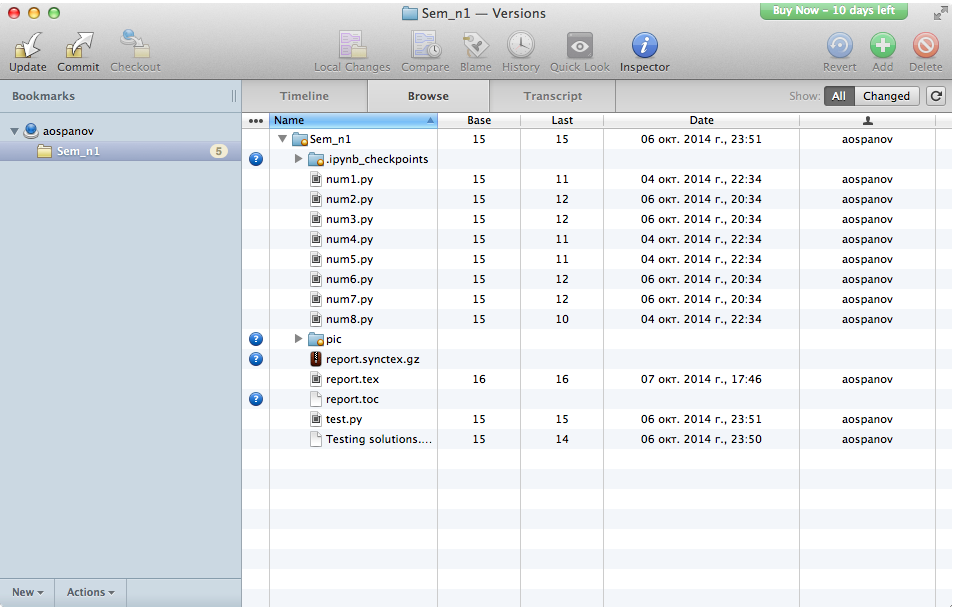 Sem_n1 — Versions
Buy Now – 10 days left
Update Commit Checkout Local Changes Compare Blame History Quick Look Inspector Revert Add Delete
Bookmarks Timeline Browse Transcript Show: All Changed
Name Base Last Date
aospanov
Sem_n1 5
Sem_n1 15 15 06 окт. 2014 г., 23:51 aospanov
.ipynb_checkpoints
num1.py 15 11 04 окт. 2014 г., 22:34 aospanov
num2.py 15 12 06 окт. 2014 г., 20:34 aospanov
num3.py 15 12 06 окт. 2014 г., 20:34 aospanov
num4.py 15 11 04 окт. 2014 г., 22:34 aospanov
num5.py 15 11 04 окт. 2014 г., 22:34 aospanov
num6.py 15 12 06 окт. 2014 г., 20:34 aospanov
num7.py 15 12 06 окт. 2014 г., 20:34 aospanov
num8.py 15 10 04 окт. 2014 г., 22:34 aospanov
pic
report.synctex.gz
report.tex 16 16 07 окт. 2014 г., 17:46 aospanov
report.toc
test.py 15 15 06 окт. 2014 г., 23:51 aospanov
Testing solutions.... 15 14 06 окт. 2014 г., 23:50 aospanov
New Actions